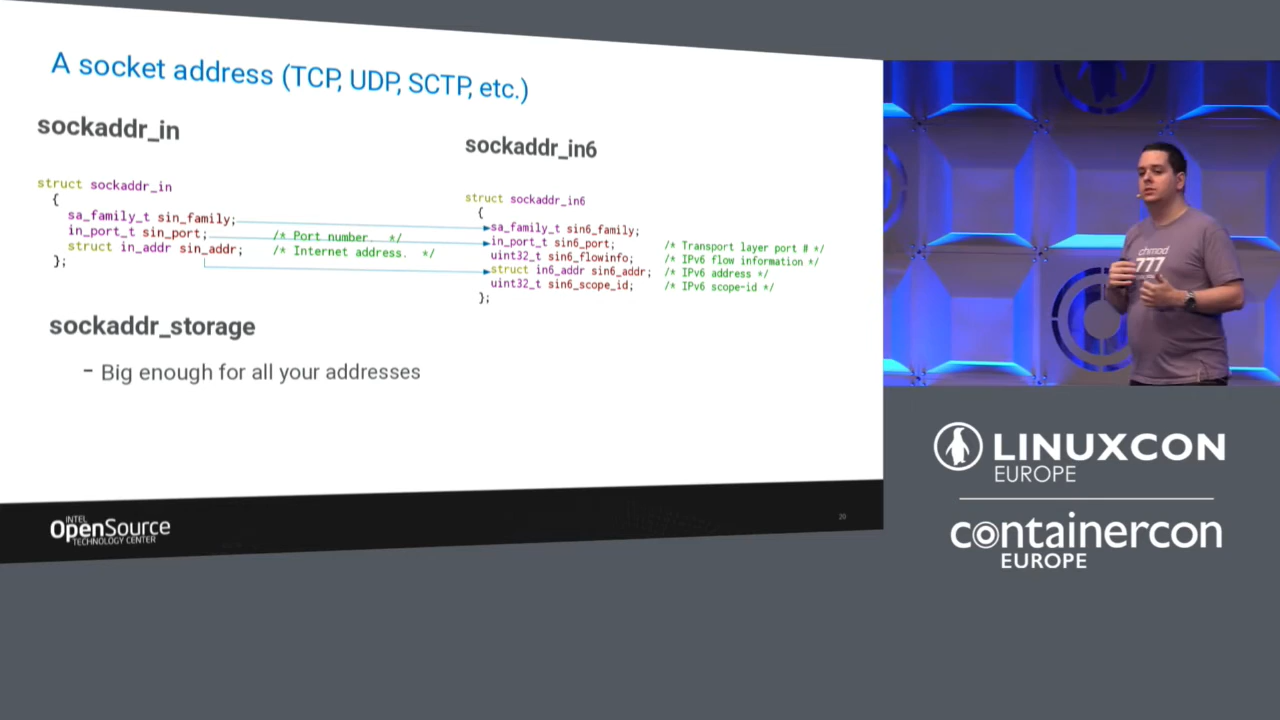 A socket address (TCP, UDP, SCTP, etc.)
sockaddr_in
struct sockaddr_in
{
sa_family_t sin_family;
in_port_t sin_port; /* Port number. */
struct in_addr sin_addr; /* Internet address. */
};
sockaddr_in6
struct sockaddr_in6
{
sa_family_t sin6_family;
in_port_t sin6_port; /* Transport layer port # */
uint32_t sin6_flowinfo; /* IPv6 flow information */
struct in6_addr sin6_addr; /* IPv6 address */
uint32_t sin6_scope_id; /* IPv6 scope-id */
};
sockaddr_storage
– Big enough for all your addresses
INTEL
OpenSource
TECHNOLOGY CENTER
20
chmod
777
LINUXCON
EUROPE
containercon
EUROPE